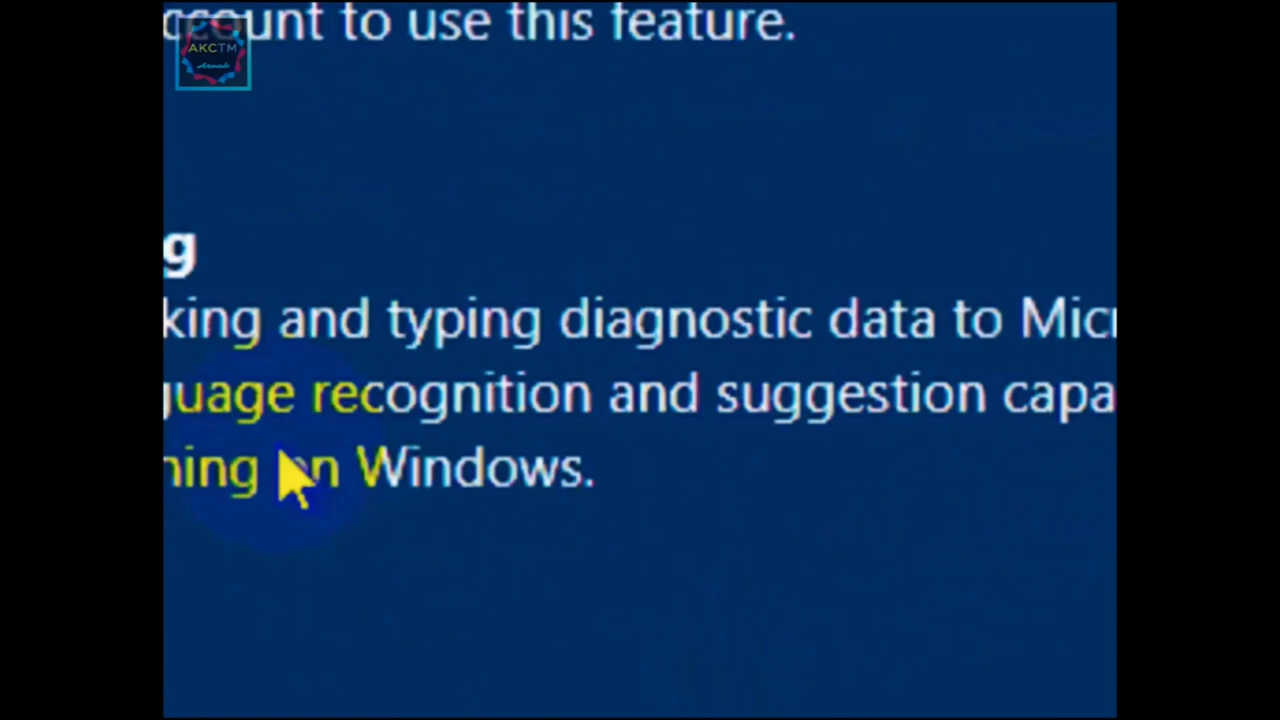 ccount to use this feature.
AKCTM
g
king and typing diagnostic data to Micr
guage recognition and suggestion capa
ning on Windows.